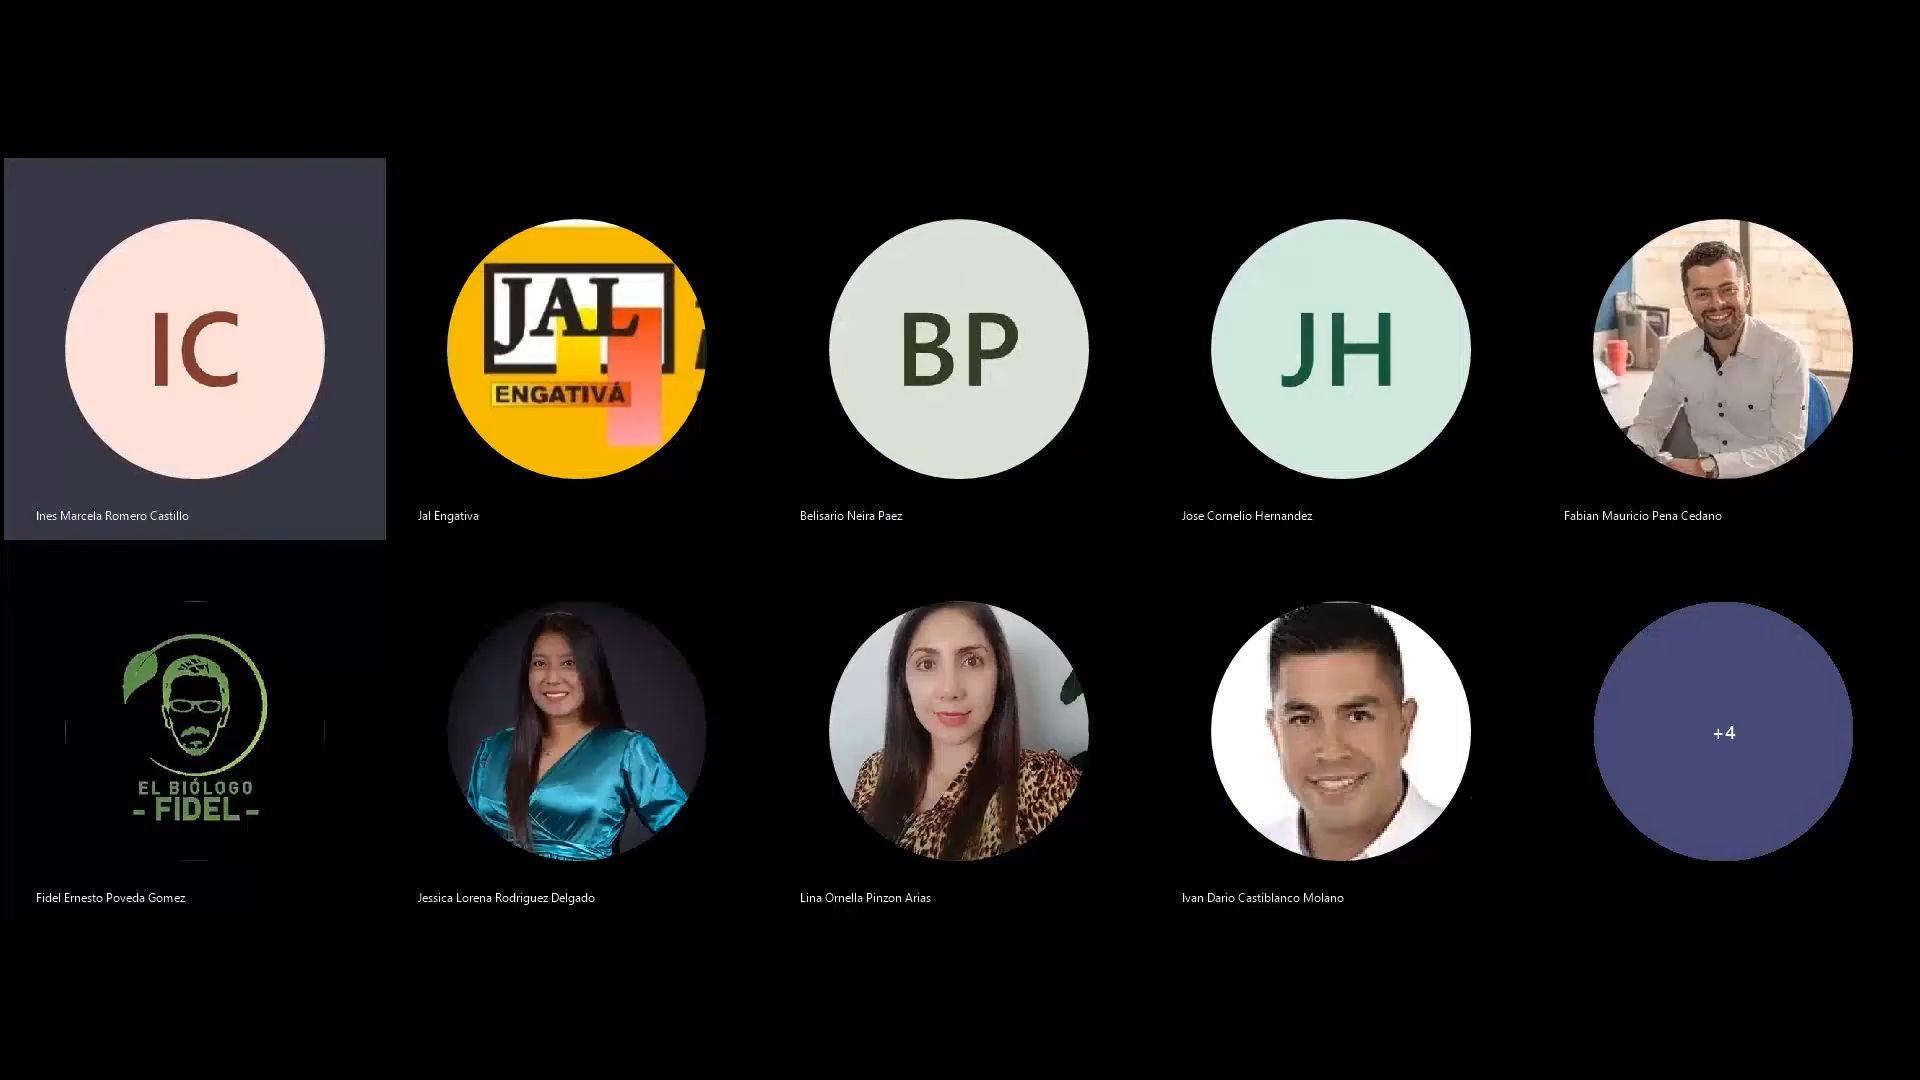 IC
JAL
ENGATIVÁ
BP
JH
Ines Marcela Romero Castillo
Jal Engativa
Belisario Neira Paez
Jose Cornelio Hernandez
Fabian Mauricio Pena Cedano
EL BIÓLOGO
- FIDEL -
+4
Fidel Ernesto Poveda Gomez
Jessica Lorena Rodriguez Delgado
Lina Ornella Pinzon Arias
Ivan Dario Castiblanco Molano